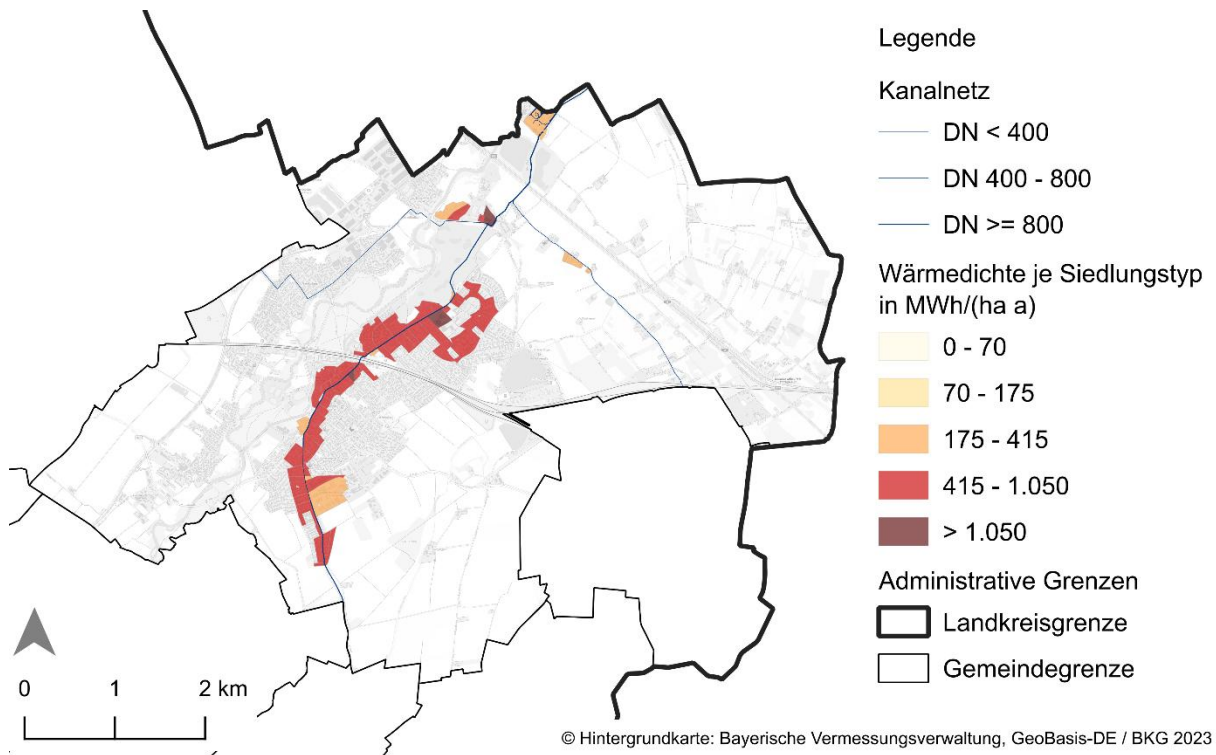 Legende
Kanalnetz
DN < 400
DN 400 - 800
DN >= 800
Wärmedichte je Siedlungstyp
in MWh/(ha a)
0 - 70
70 - 175
175 - 415
415 - 1.050
> 1.050
Administrative Grenzen
Landkreisgrenze
Gemeindegrenze
0 1 2 km
© Hintergrundkarte: Bayerische Vermessungsverwaltung, GeoBasis-DE / BKG 2023